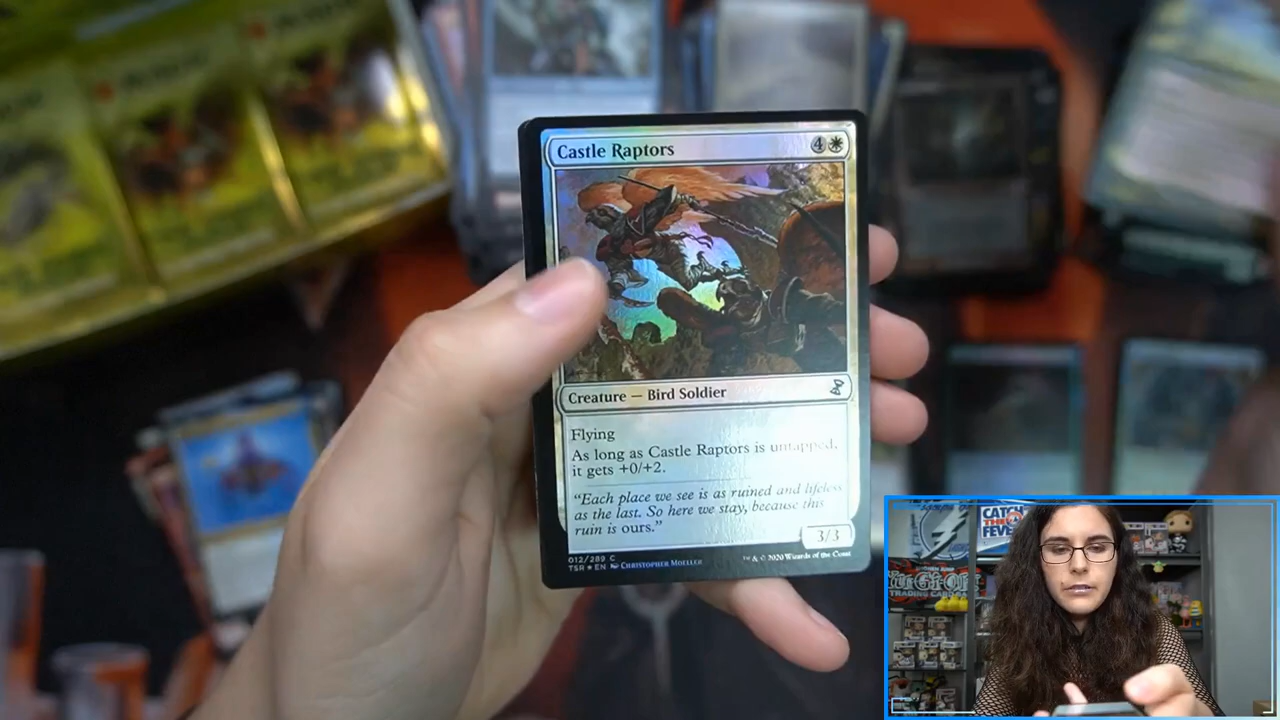 Castle Raptors
4
Creature — Bird Soldier
Flying
As long as Castle Raptors is untapped,
it gets +0/+2.
"Each place we see is as ruined and lifeless
as the last. So here we stay, because this
ruin is ours."
3/3
012/289 C
TSR ★ EN Christopher Moeller
™ & © 2020 Wizards of the Coast
CATCH
THE
FEVER
Yu-Gi-Oh!
TRADING CARD GAME